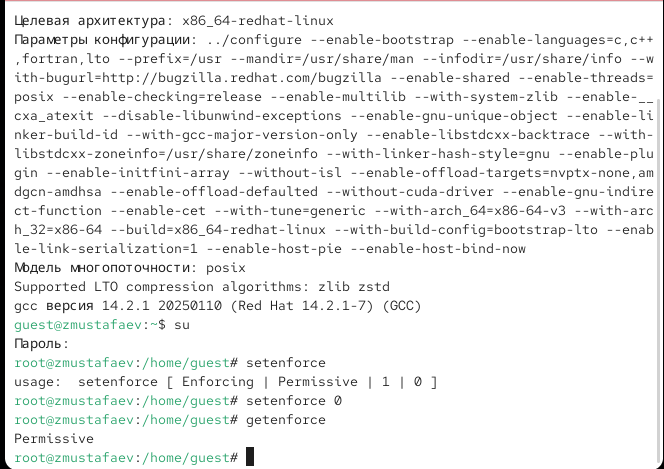 Целевая архитектура: x86_64-redhat-linux
Параметры конфигурации: ../configure --enable-bootstrap --enable-languages=c,c++
,fortran,lto --prefix=/usr --mandir=/usr/share/man --infodir=/usr/share/info --w
ith-bugurl=http://bugzilla.redhat.com/bugzilla --enable-shared --enable-threads=
posix --enable-checking=release --enable-multilib --with-system-zlib --enable-__
cxa_atexit --disable-libunwind-exceptions --enable-gnu-unique-object --enable-li
nker-build-id --with-gcc-major-version-only --enable-libstdcxx-backtrace --with-
libstdcxx-zoneinfo=/usr/share/zoneinfo --with-linker-hash-style=gnu --enable-plu
gin --enable-initfini-array --without-isl --enable-offload-targets=nvptx-none,am
dgcn-amdhsa --enable-offload-defaulted --without-cuda-driver --enable-gnu-indire
ct-function --enable-cet --with-tune=generic --with-arch_64=x86-64-v3 --with-arc
h_32=x86-64 --build=x86_64-redhat-linux --with-build-config=bootstrap-lto --enab
le-link-serialization=1 --enable-host-pie --enable-host-bind-now
Модель многопоточности: posix
Supported LTO compression algorithms: zlib zstd
gcc версия 14.2.1 20250110 (Red Hat 14.2.1-7) (GCC)
guest@zmustafaev:~$ su
Пароль:
root@zmustafaev:/home/guest# setenforce
usage:  setenforce [ Enforcing | Permissive | 1 | 0 ]
root@zmustafaev:/home/guest# setenforce 0
root@zmustafaev:/home/guest# getenforce
Permissive
root@zmustafaev:/home/guest#